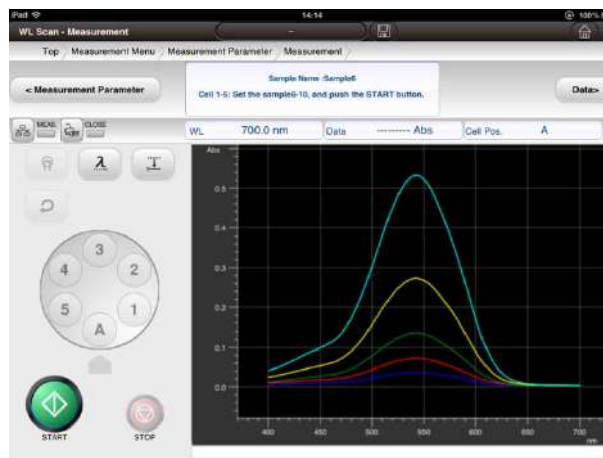 iPad 14:14 100%
WL Scan - Measurement –
Top Measurement Menu Measurement Parameter Measurement
< Measurement Parameter
Sample Name :Sample6
Cell 1-5: Set the sample6-10, and push the START button.
Data>
MEAS. CLOSE
WL 700.0 nm Data --------- Abs Cell Pos. A
λ
Abs
0.5
0.4
0.3
0.2
0.1
0.0
3
4 2
5 1
A
START STOP
400 450 500 550 600 650 700
nm